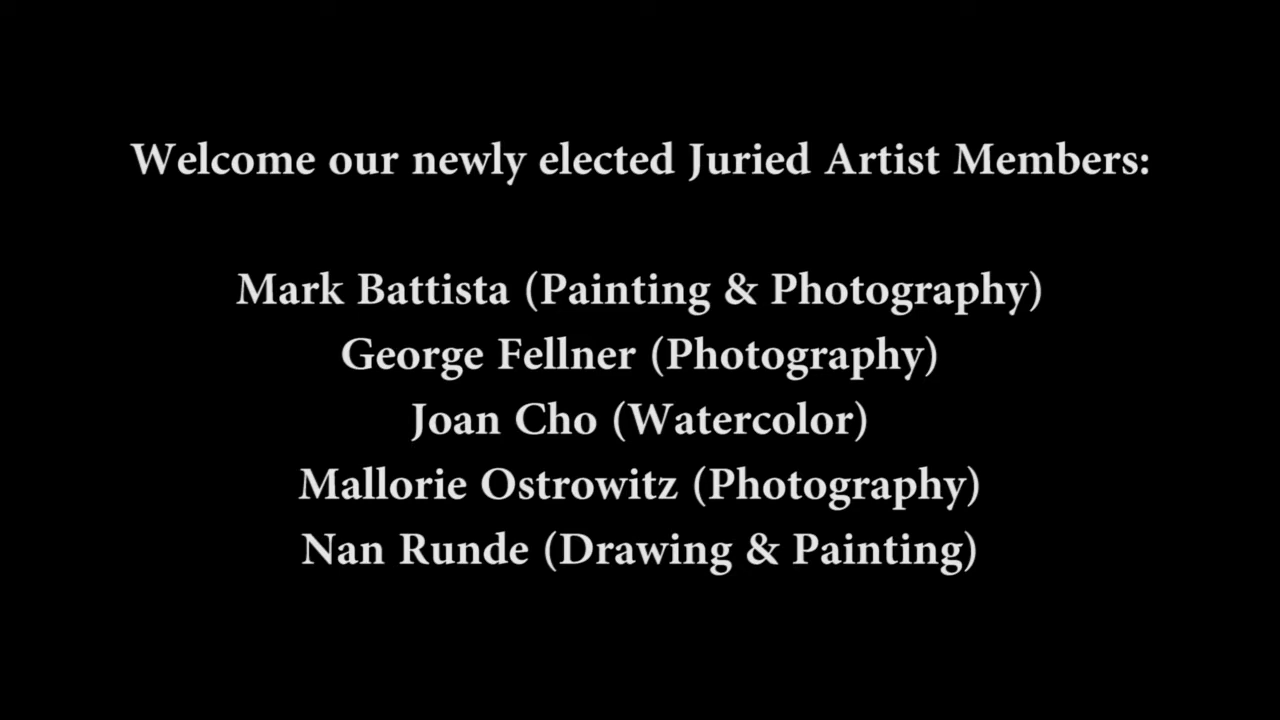 Welcome our newly elected Juried Artist Members:
Mark Battista (Painting & Photography)
George Fellner (Photography)
Joan Cho (Watercolor)
Mallorie Ostrowitz (Photography)
Nan Runde (Drawing & Painting)